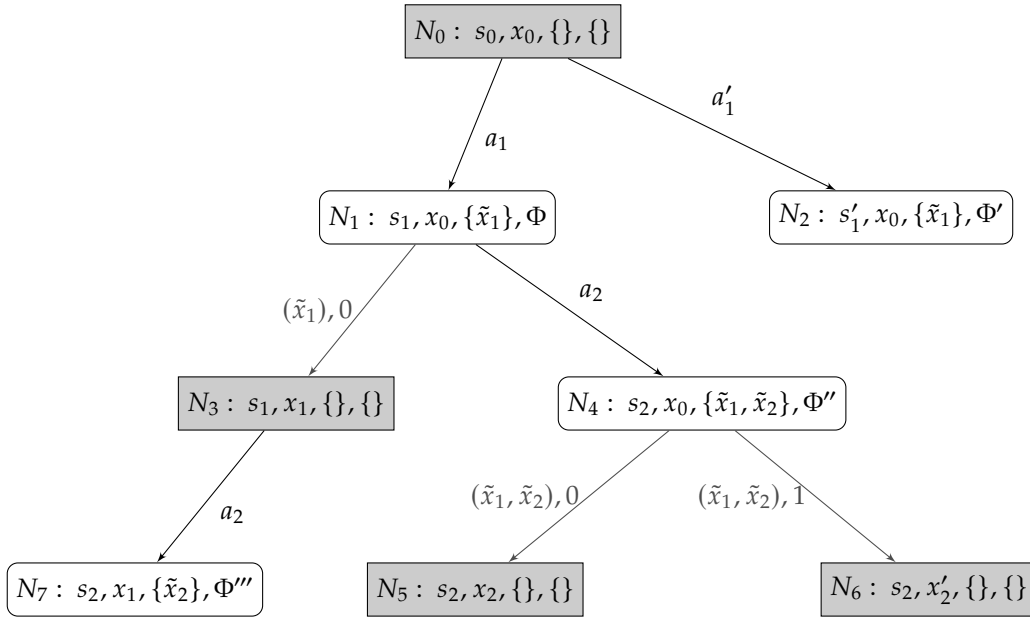 N₀ : s₀, x₀, {}, {}
a₁
a′₁
N₁ : s₁, x₀, {x̃₁}, Φ
N₂ : s′₁, x₀, {x̃₁}, Φ′
(x̃₁), 0
a₂
N₃ : s₁, x₁, {}, {}
N₄ : s₂, x₀, {x̃₁, x̃₂}, Φ″
a₂
(x̃₁, x̃₂), 0
(x̃₁, x̃₂), 1
N₇ : s₂, x₁, {x̃₂}, Φ‴
N₅ : s₂, x₂, {}, {}
N₆ : s₂, x′₂, {}, {}